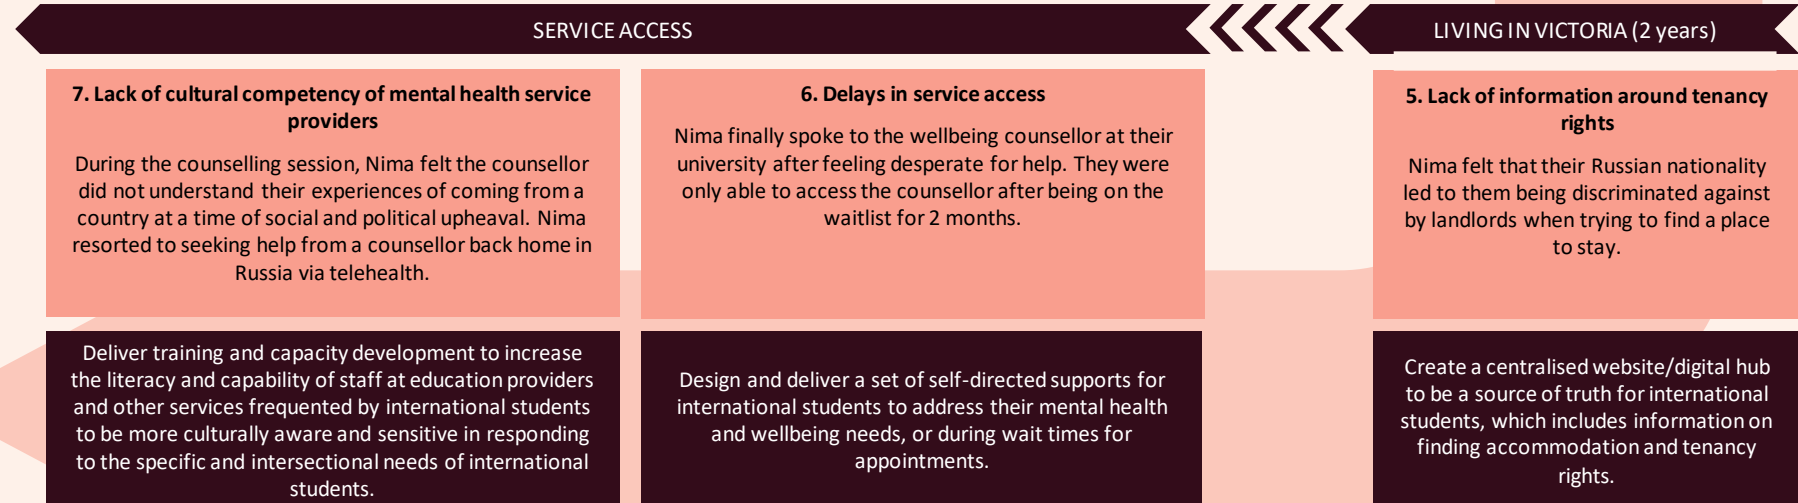 SERVICE ACCESS
LIVING IN VICTORIA (2 years)
7. Lack of cultural competency of mental health service
providers
During the counselling session, Nima felt the counsellor
did not understand their experiences of coming from a
country at a time of social and political upheaval. Nima
resorted to seeking help from a counsellor back home in
Russia via telehealth.
6. Delays in service access
Nima finally spoke to the wellbeing counsellor at their
university after feeling desperate for help. They were
only able to access the counsellor after being on the
waitlist for 2 months.
5. Lack of information around tenancy
rights
Nima felt that their Russian nationality
led to them being discriminated against
by landlords when trying to find a place
to stay.
Deliver training and capacity development to increase
the literacy and capability of staff at education providers
and other services frequented by international students
to be more culturally aware and sensitive in responding
to the specific and intersectional needs of international
students.
Design and deliver a set of self-directed supports for
international students to address their mental health
and wellbeing needs, or during wait times for
appointments.
Create a centralised website/digital hub
to be a source of truth for international
students, which includes information on
finding accommodation and tenancy
rights.